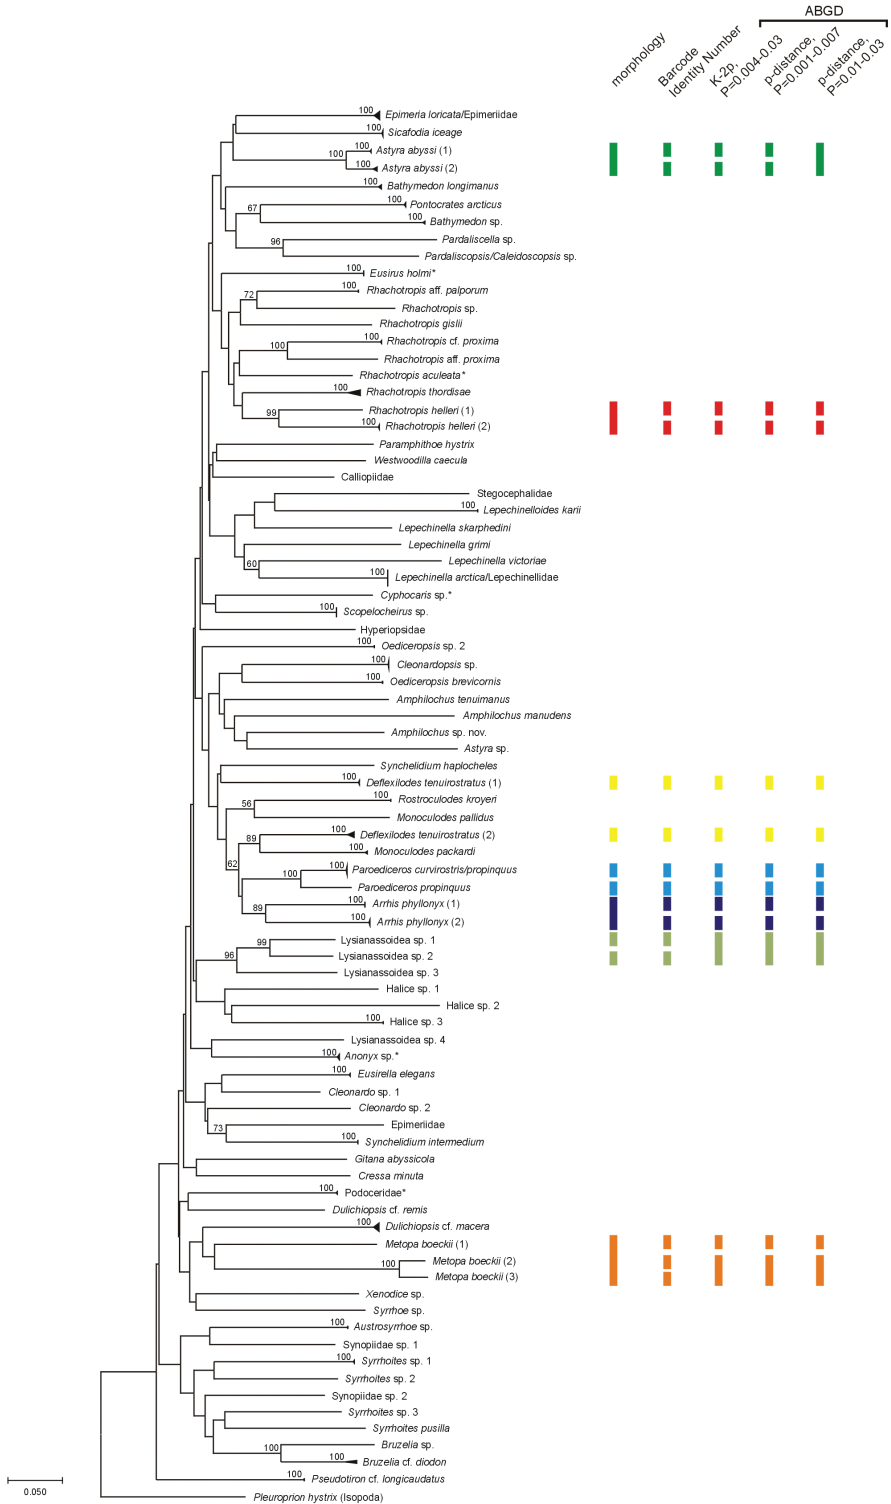 ABGD
morphology
Barcode
Identity Number
K-2p,
P=0.004-0.03
p-distance,
P=0.001-0.007
p-distance,
P=0.01-0.03
100 Epimeria loricata/Epimeriidae
100 Sicafodia iceage
100 Astyra abyssi (1)
100
100 Astyra abyssi (2)
100 Bathymedon longimanus
100 Pontocrates arcticus
67
100 Bathymedon sp.
Pardaliscella sp.
96
Pardaliscopsis/Caleidoscopsis sp.
100 Eusirus holmi*
100 Rhachotropis aff. palporum
72
Rhachotropis sp.
Rhachotropis gislii
100 Rhachotropis cf. proxima
100
Rhachotropis aff. proxima
Rhachotropis aculeata*
100 Rhachotropis thordisae
Rhachotropis helleri (1)
99
100 Rhachotropis helleri (2)
Paramphithoe hystrix
Westwoodilla caecula
Calliopiidae
Stegocephalidae
100 Lepechinelloides karii
Lepechinella skarphedini
Lepechinella grimi
Lepechinella victoriae
60
100 Lepechinella arctica/Lepechinellidae
Cyphocaris sp.*
100 Scopelocheirus sp.
Hyperiopsidae
100 Oediceropsis sp. 2
100 Cleonardopsis sp.
100 Oediceropsis brevicornis
Amphilochus tenuimanus
Amphilochus manudens
Amphilochus sp. nov.
Astyra sp.
Synchelidium haplocheles
100 Deflexilodes tenuirostratus (1)
100 Rostroculodes kroyeri
56
Monoculodes pallidus
100 Deflexilodes tenuirostratus (2)
89
100 Monoculodes packardi
62
100 Paroediceros curvirostris/propinquus
100
Paroediceros propinquus
100 Arrhis phyllonyx (1)
89
100 Arrhis phyllonyx (2)
Lysianassoidea sp. 1
99
96
Lysianassoidea sp. 2
Lysianassoidea sp. 3
Halice sp. 1
Halice sp. 2
100 Halice sp. 3
Lysianassoidea sp. 4
100 Anonyx sp.*
100 Eusirella elegans
Cleonardo sp. 1
Cleonardo sp. 2
Epimeriidae
73
100 Synchelidium intermedium
Gitana abyssicola
Cressa minuta
100 Podoceridae*
Dulichiopsis cf. remis
100 Dulichiopsis cf. macera
Metopa boeckii (1)
Metopa boeckii (2)
100
Metopa boeckii (3)
Xenodice sp.
Syrrhoe sp.
100 Austrosyrrhoe sp.
Synopiidae sp. 1
100 Syrrhoites sp. 1
Syrrhoites sp. 2
Synopiidae sp. 2
Syrrhoites sp. 3
Syrrhoites pusilla
Bruzelia sp.
100
100 Bruzelia cf. diodon
100 Pseudotiron cf. longicaudatus
Pleuroprion hystrix (Isopoda)
0.050